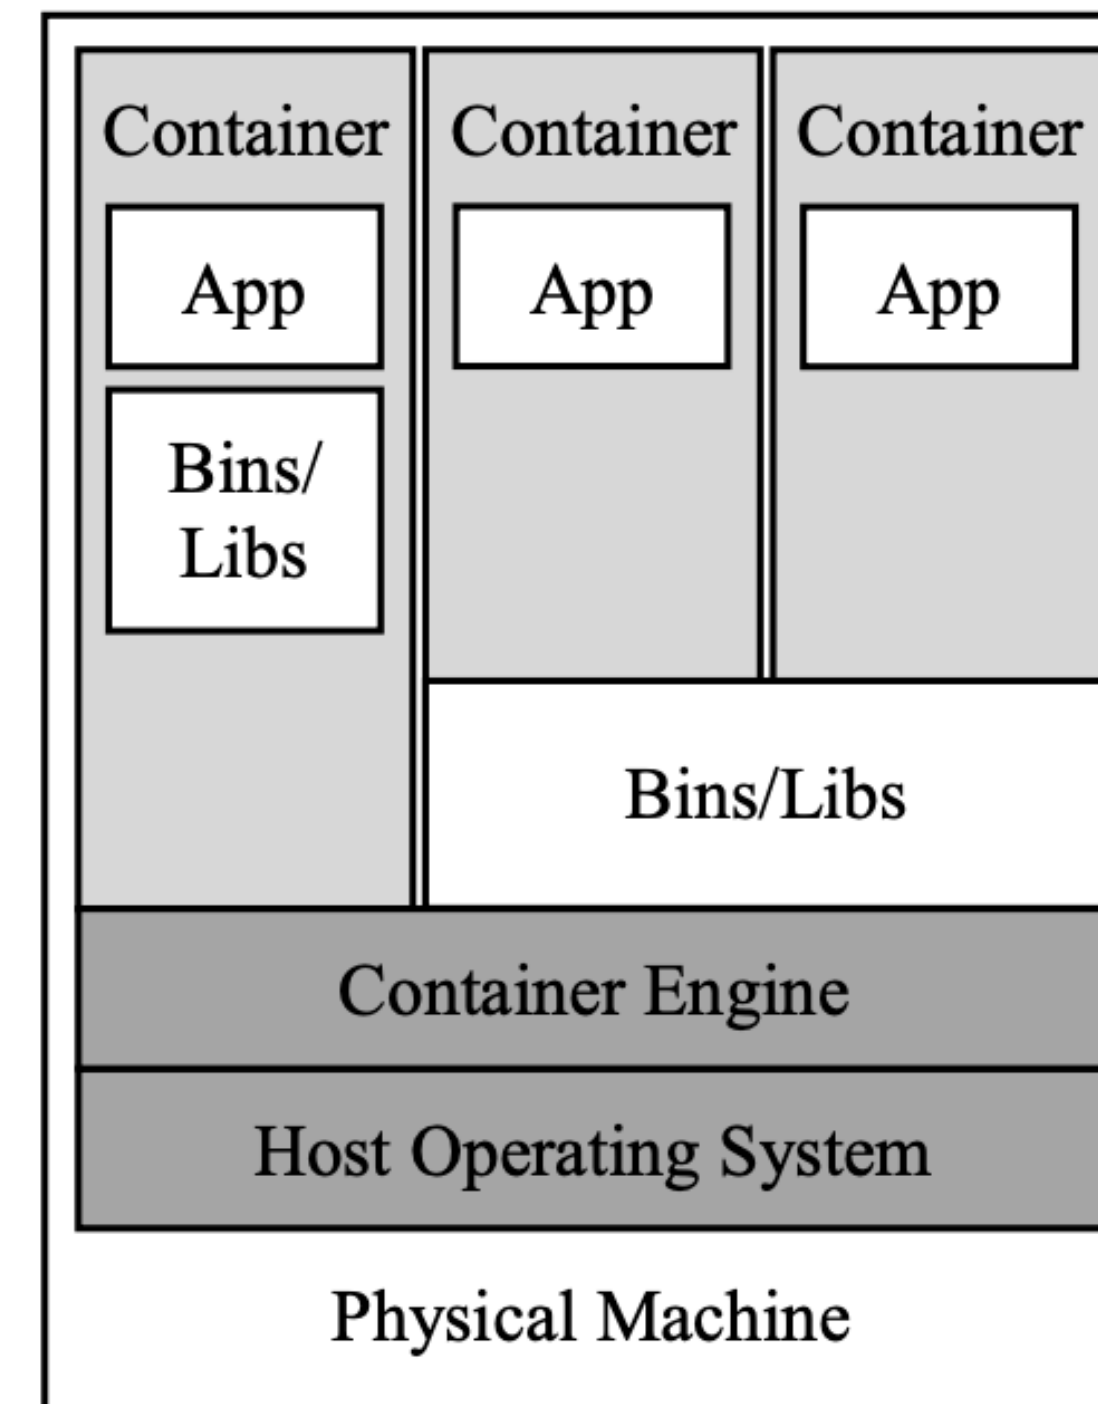 Container Container Container
App App App
Bins/
Libs
Bins/Libs
Container Engine
Host Operating System
Physical Machine